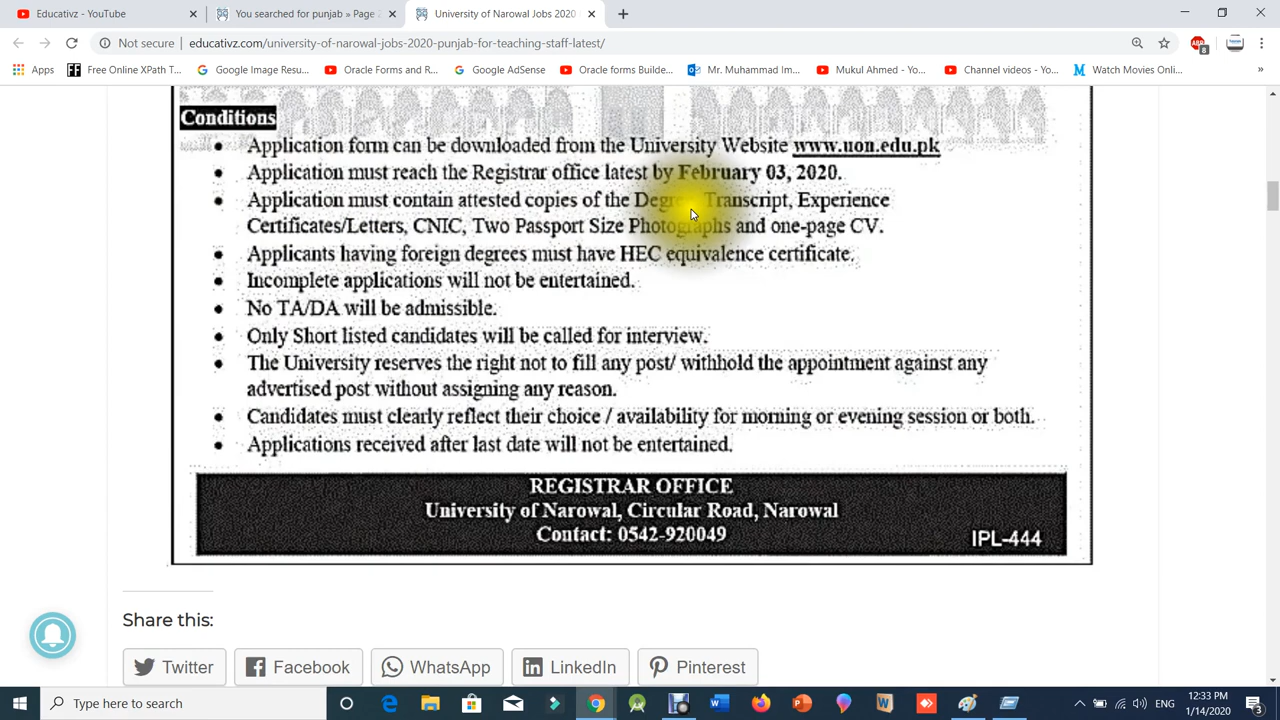 Educativz - YouTube
You searched for punjab » Page 2
University of Narowal Jobs 2020
Not secure | educativz.com/university-of-narowal-jobs-2020-punjab-for-teaching-staff-latest/
8
Apps
Free Online XPath T...
Google Image Resu...
Oracle Forms and R...
Google AdSense
Oracle forms Builde...
Mr. Muhammad Im...
Mukul Ahmed - Yo...
Channel videos - Yo...
Watch Movies Onli...
»
Conditions
Application form can be downloaded from the University Website www.uon.edu.pk
Application must reach the Registrar office latest by February 03, 2020.
Application must contain attested copies of the Degree, Transcript, Experience
Certificates/Letters, CNIC, Two Passport Size Photographs and one-page CV.
Applicants having foreign degrees must have HEC equivalence certificate.
Incomplete applications will not be entertained.
No TA/DA will be admissible.
Only Short listed candidates will be called for interview.
The University reserves the right not to fill any post/ withhold the appointment against any
advertised post without assigning any reason.
Candidates must clearly reflect their choice / availability for morning or evening session or both.
Applications received after last date will not be entertained.
REGISTRAR OFFICE
University of Narowal, Circular Road, Narowal
Contact: 0542-920049
IPL-444
Share this:
Twitter
Facebook
WhatsApp
LinkedIn
Pinterest
Type here to search
ENG
12:33 PM
1/14/2020
3